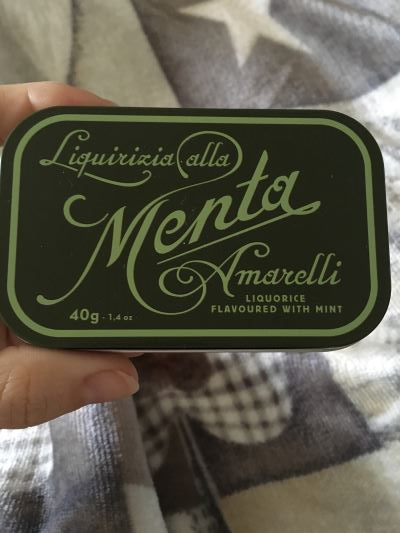 Liquirizia alla
Menta
Amarelli
LIQUORICE
FLAVOURED WITH MINT
40g - 1,4 oz